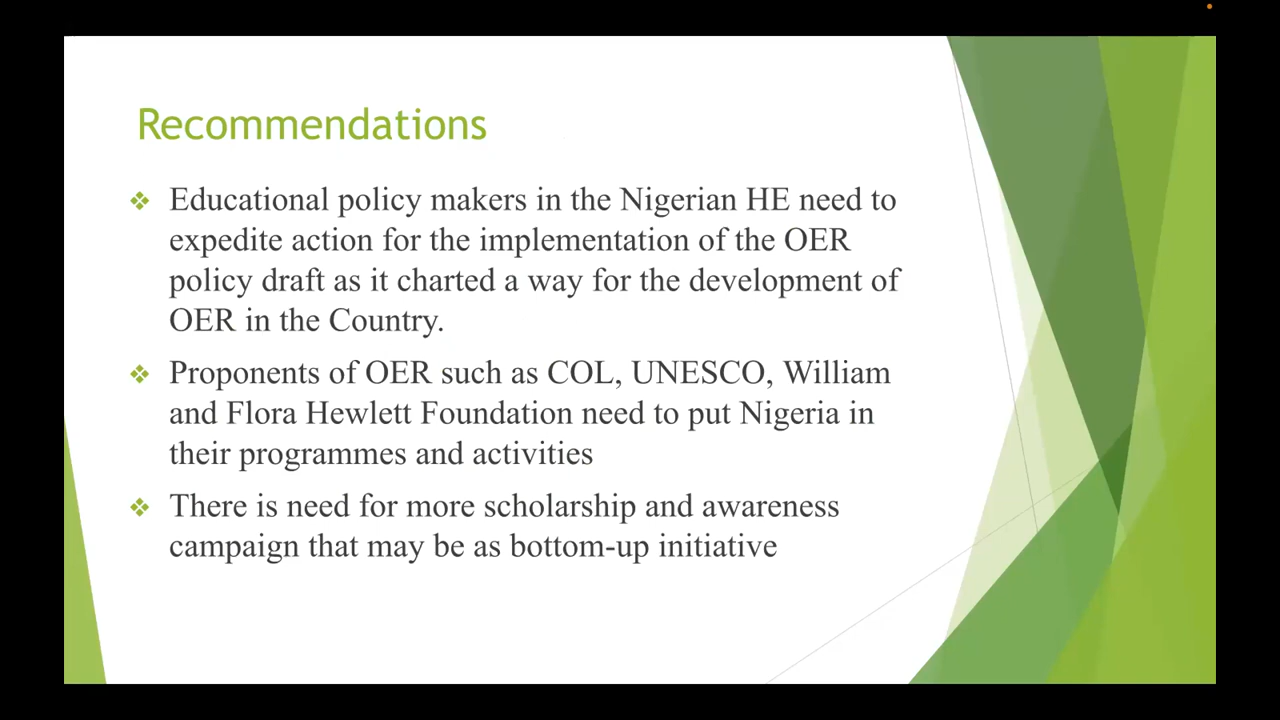 Recommendations
Educational policy makers in the Nigerian HE need to
expedite action for the implementation of the OER
policy draft as it charted a way for the development of
OER in the Country.
Proponents of OER such as COL, UNESCO, William
and Flora Hewlett Foundation need to put Nigeria in
their programmes and activities
There is need for more scholarship and awareness
campaign that may be as bottom-up initiative